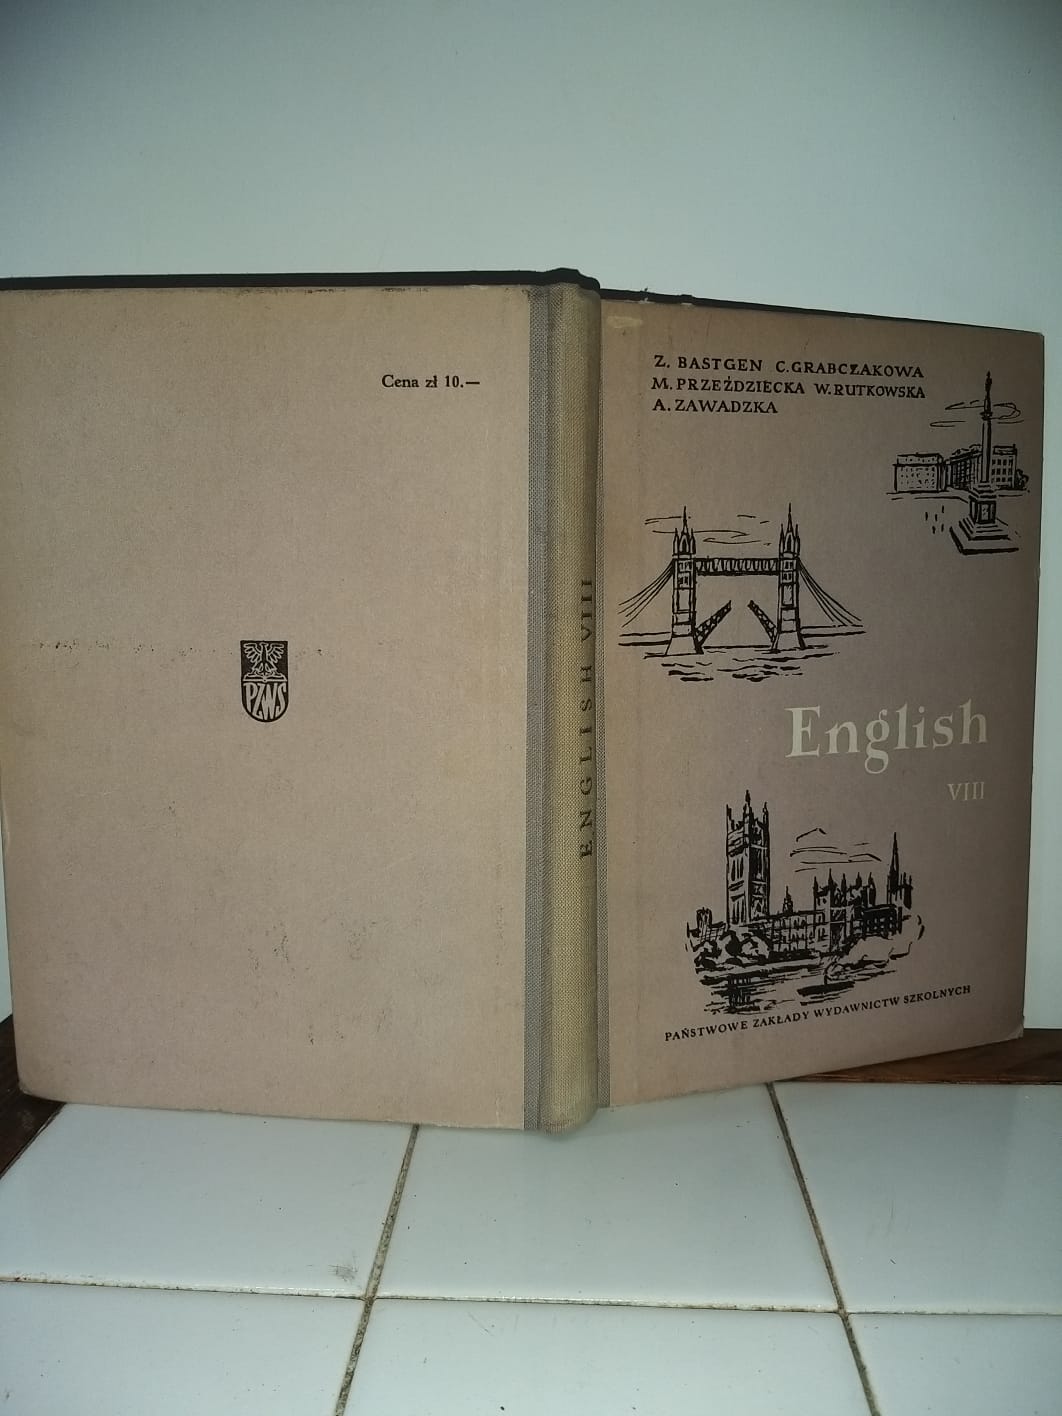 Cena zł 10.—
PZWS
ENGLISH VIII
Z. BASTGEN C. GRABCZAKOWA
M. PRZEŹDZIECKA W. RUTKOWSKA
A. ZAWADZKA
English
VIII
PAŃSTWOWE ZAKŁADY WYDAWNICTW SZKOLNYCH